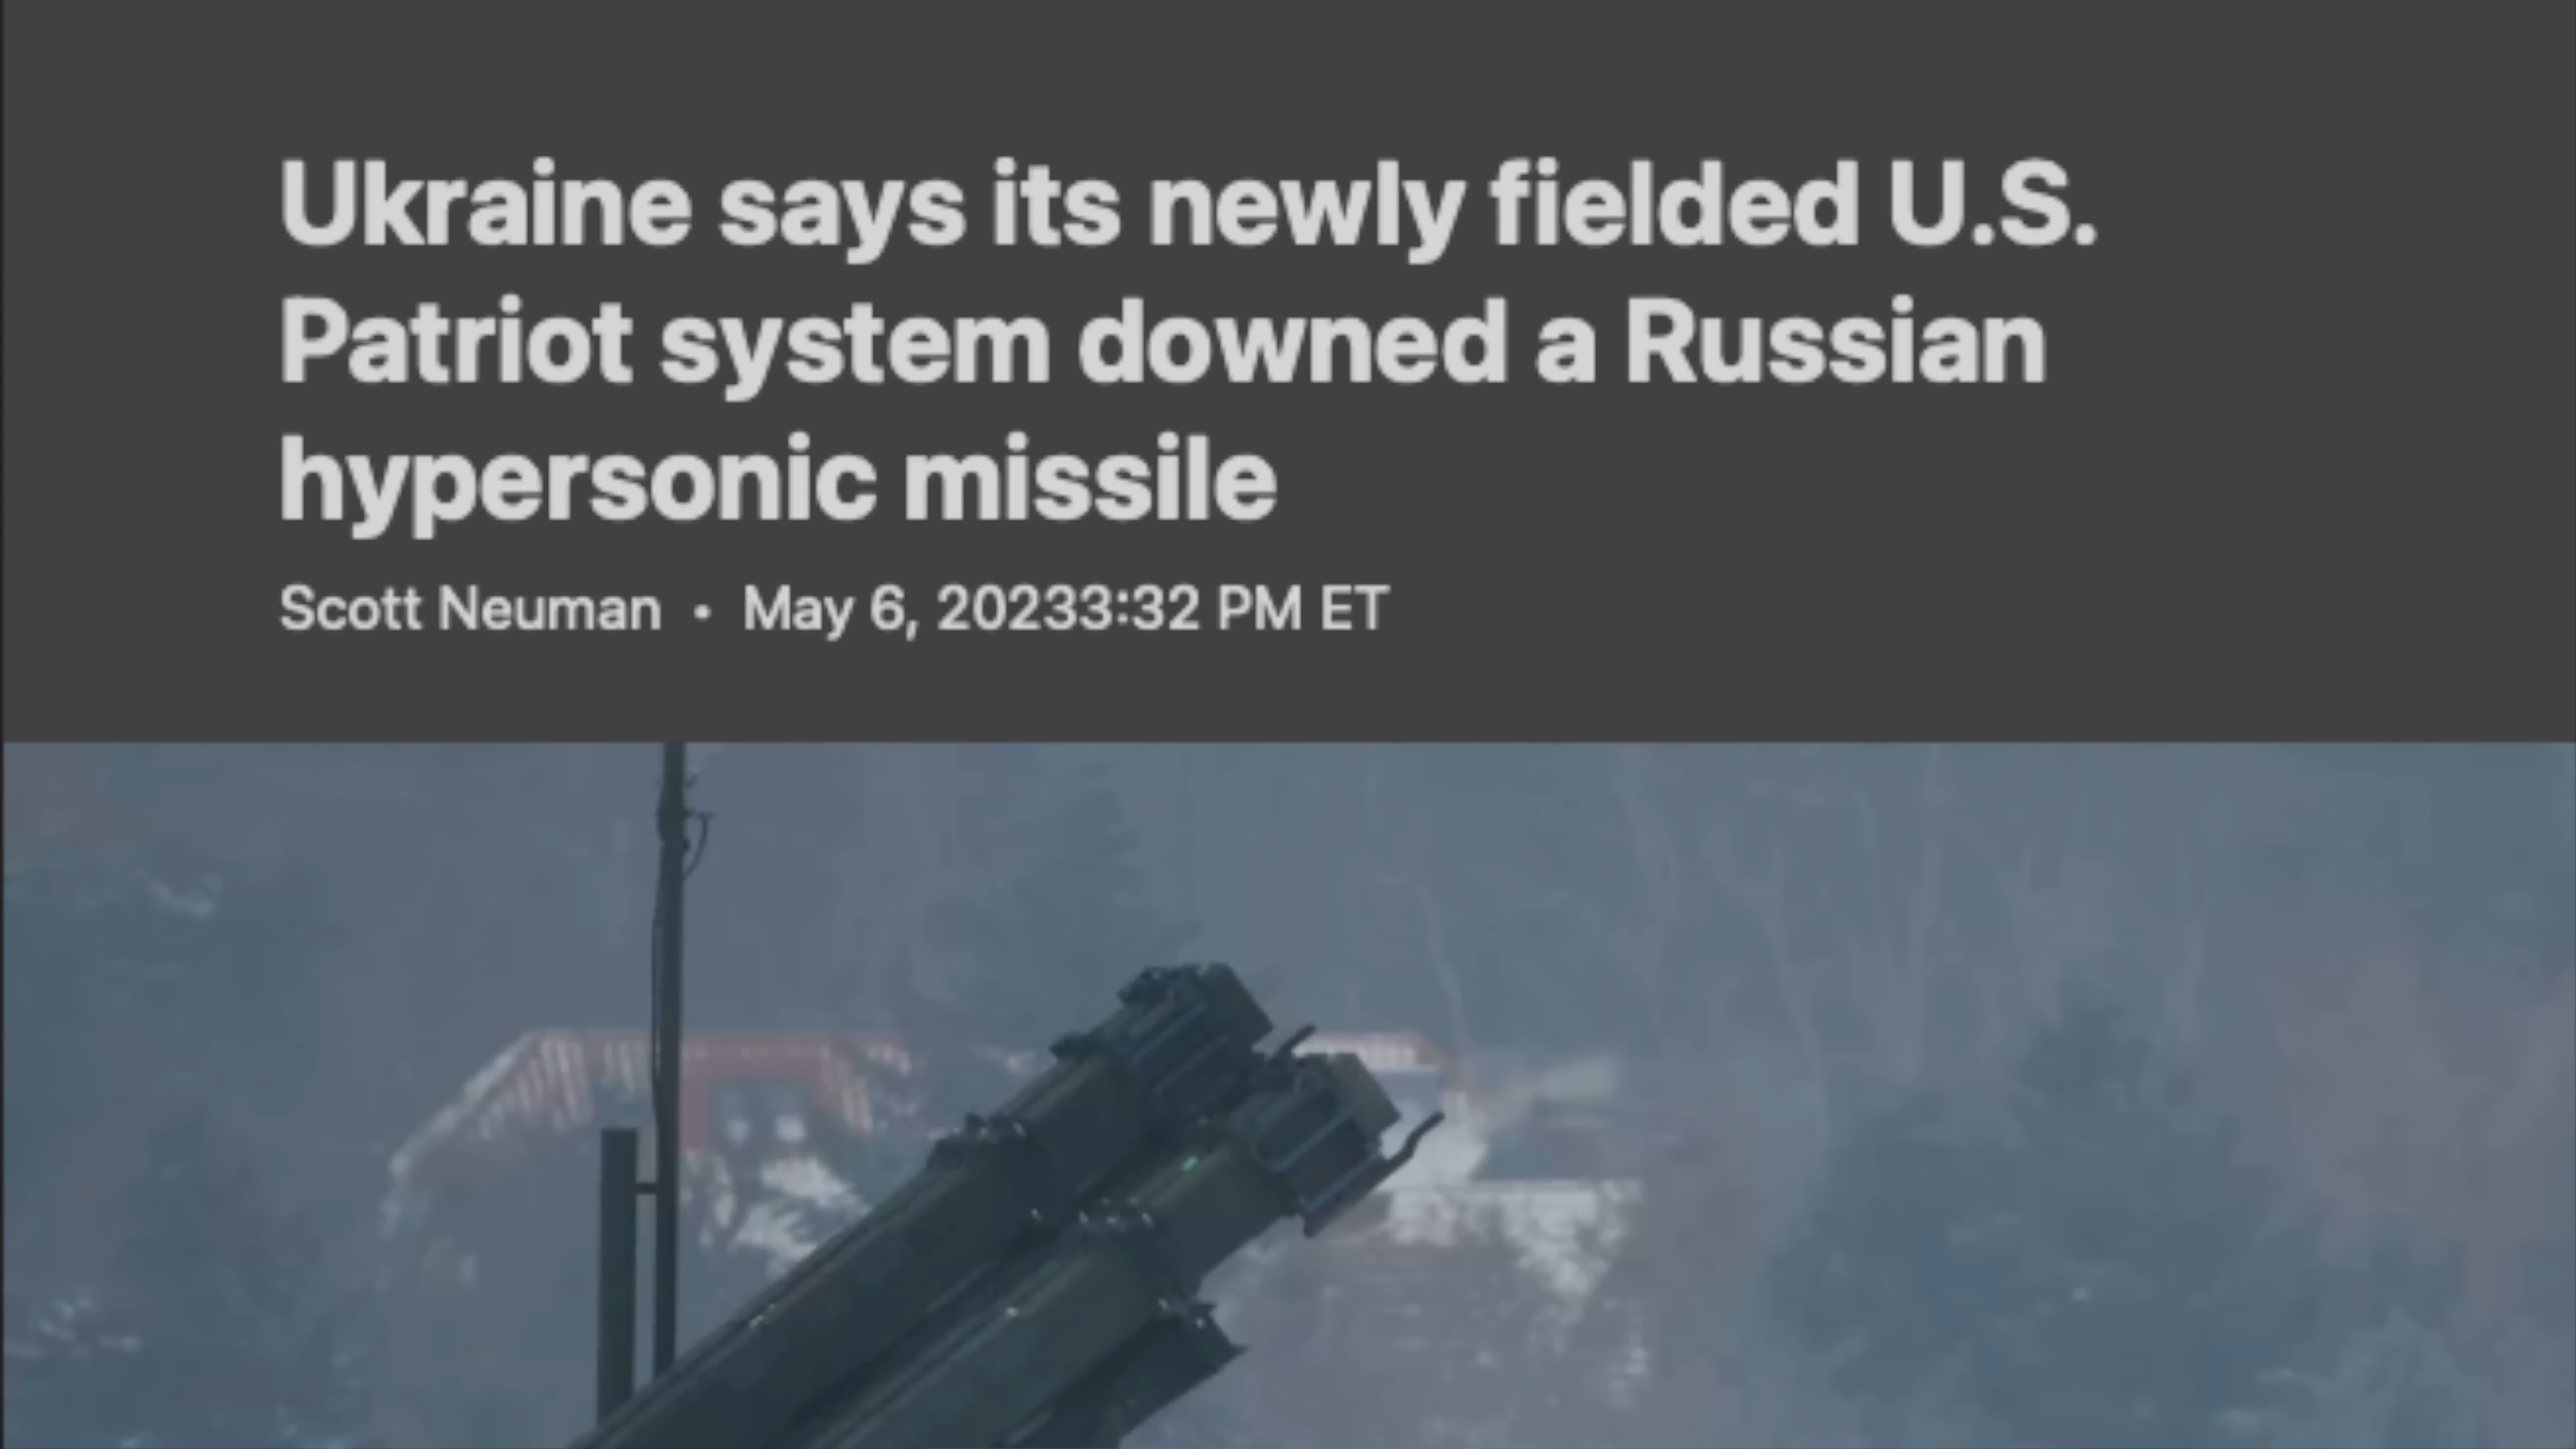 Ukraine says its newly fielded U.S.
Patriot system downed a Russian
hypersonic missile
Scott Neuman • May 6, 20233:32 PM ET